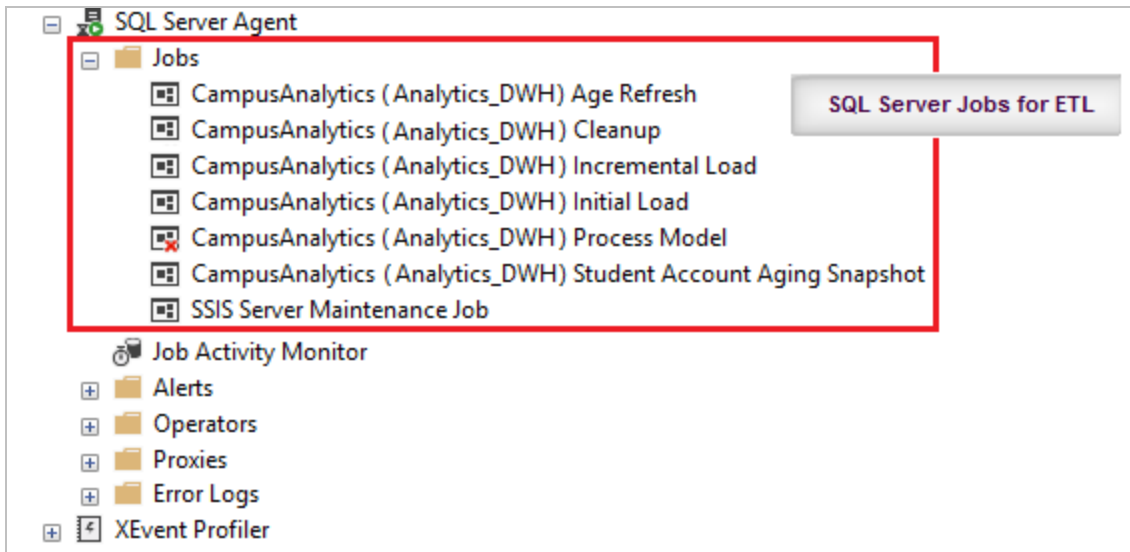 SQL Server Agent
Jobs
CampusAnalytics (Analytics_DWH) Age Refresh
SQL Server Jobs for ETL
CampusAnalytics (Analytics_DWH) Cleanup
CampusAnalytics (Analytics_DWH) Incremental Load
CampusAnalytics (Analytics_DWH) Initial Load
CampusAnalytics (Analytics_DWH) Process Model
CampusAnalytics (Analytics_DWH) Student Account Aging Snapshot
SSIS Server Maintenance Job
Job Activity Monitor
Alerts
Operators
Proxies
Error Logs
XEvent Profiler